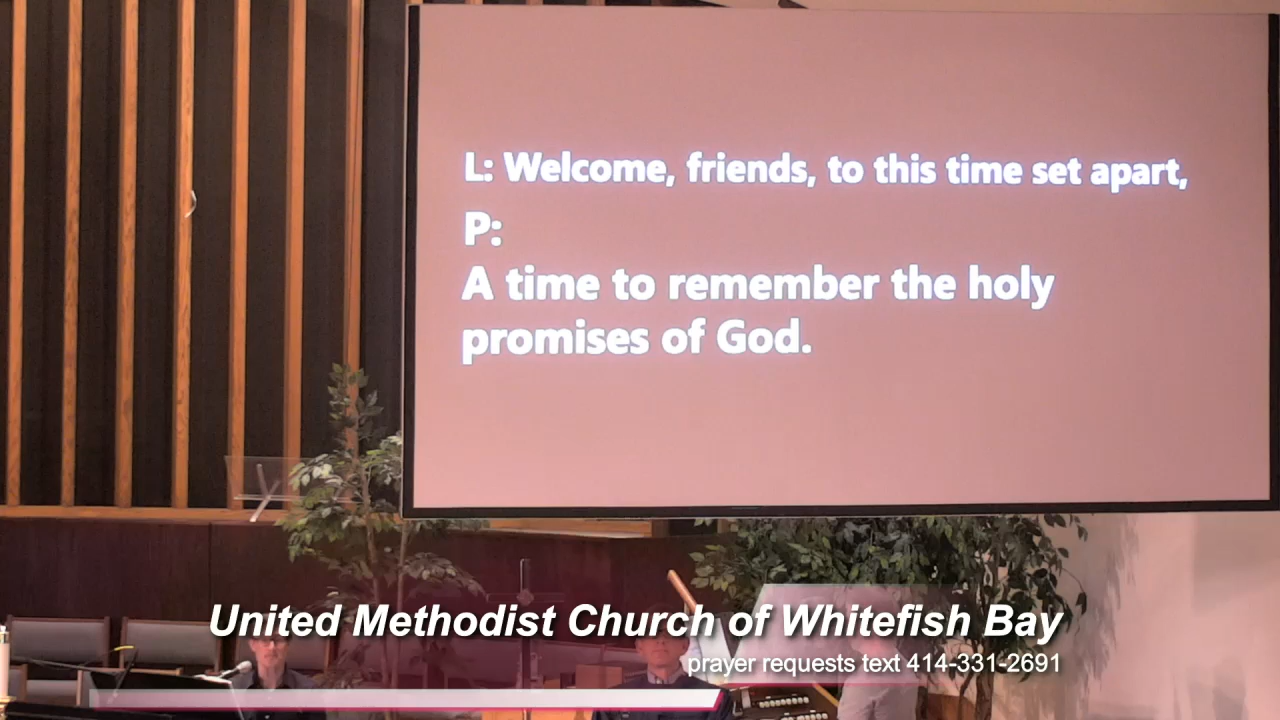 L: Welcome, friends, to this time set apart,
P:
A time to remember the holy
promises of God.
United Methodist Church of Whitefish Bay
prayer requests text 414-331-2691